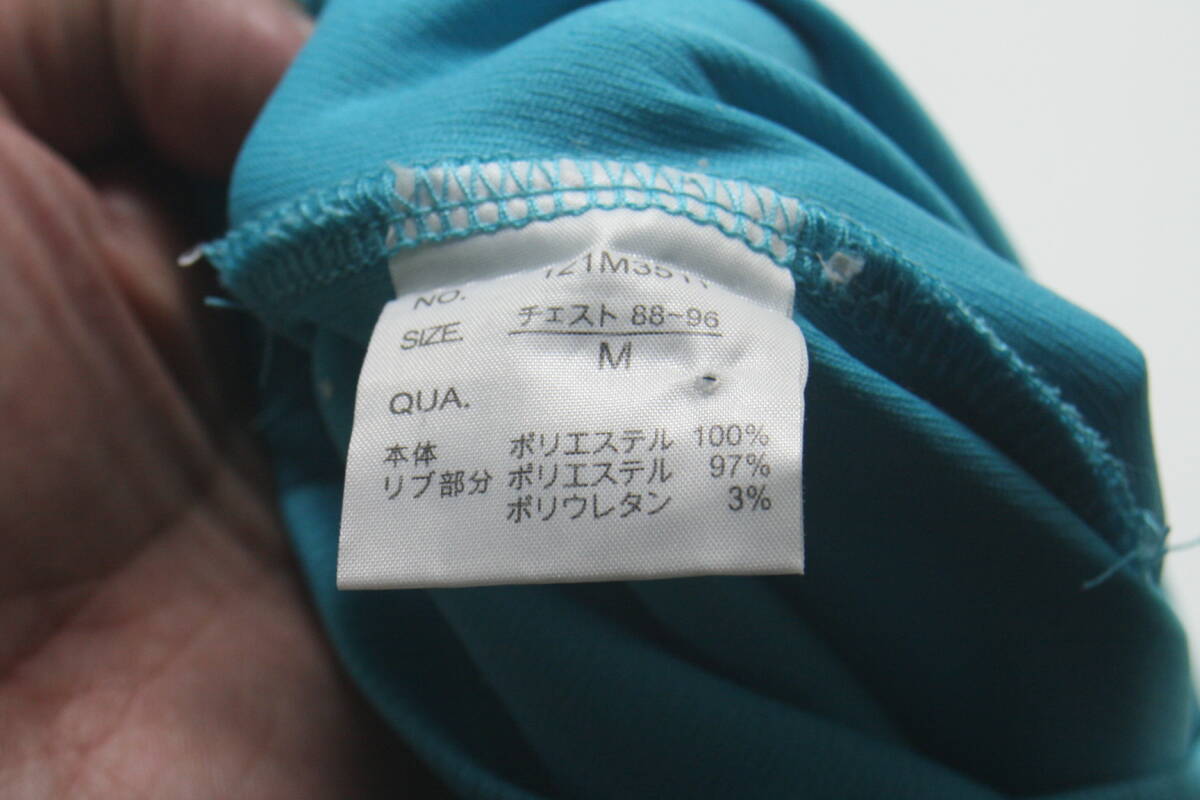 NO.
SIZE. チェスト 88-96
M
QUA.
本体 ポリエステル 100%
リブ部分 ポリエステル 97%
ポリウレタン 3%